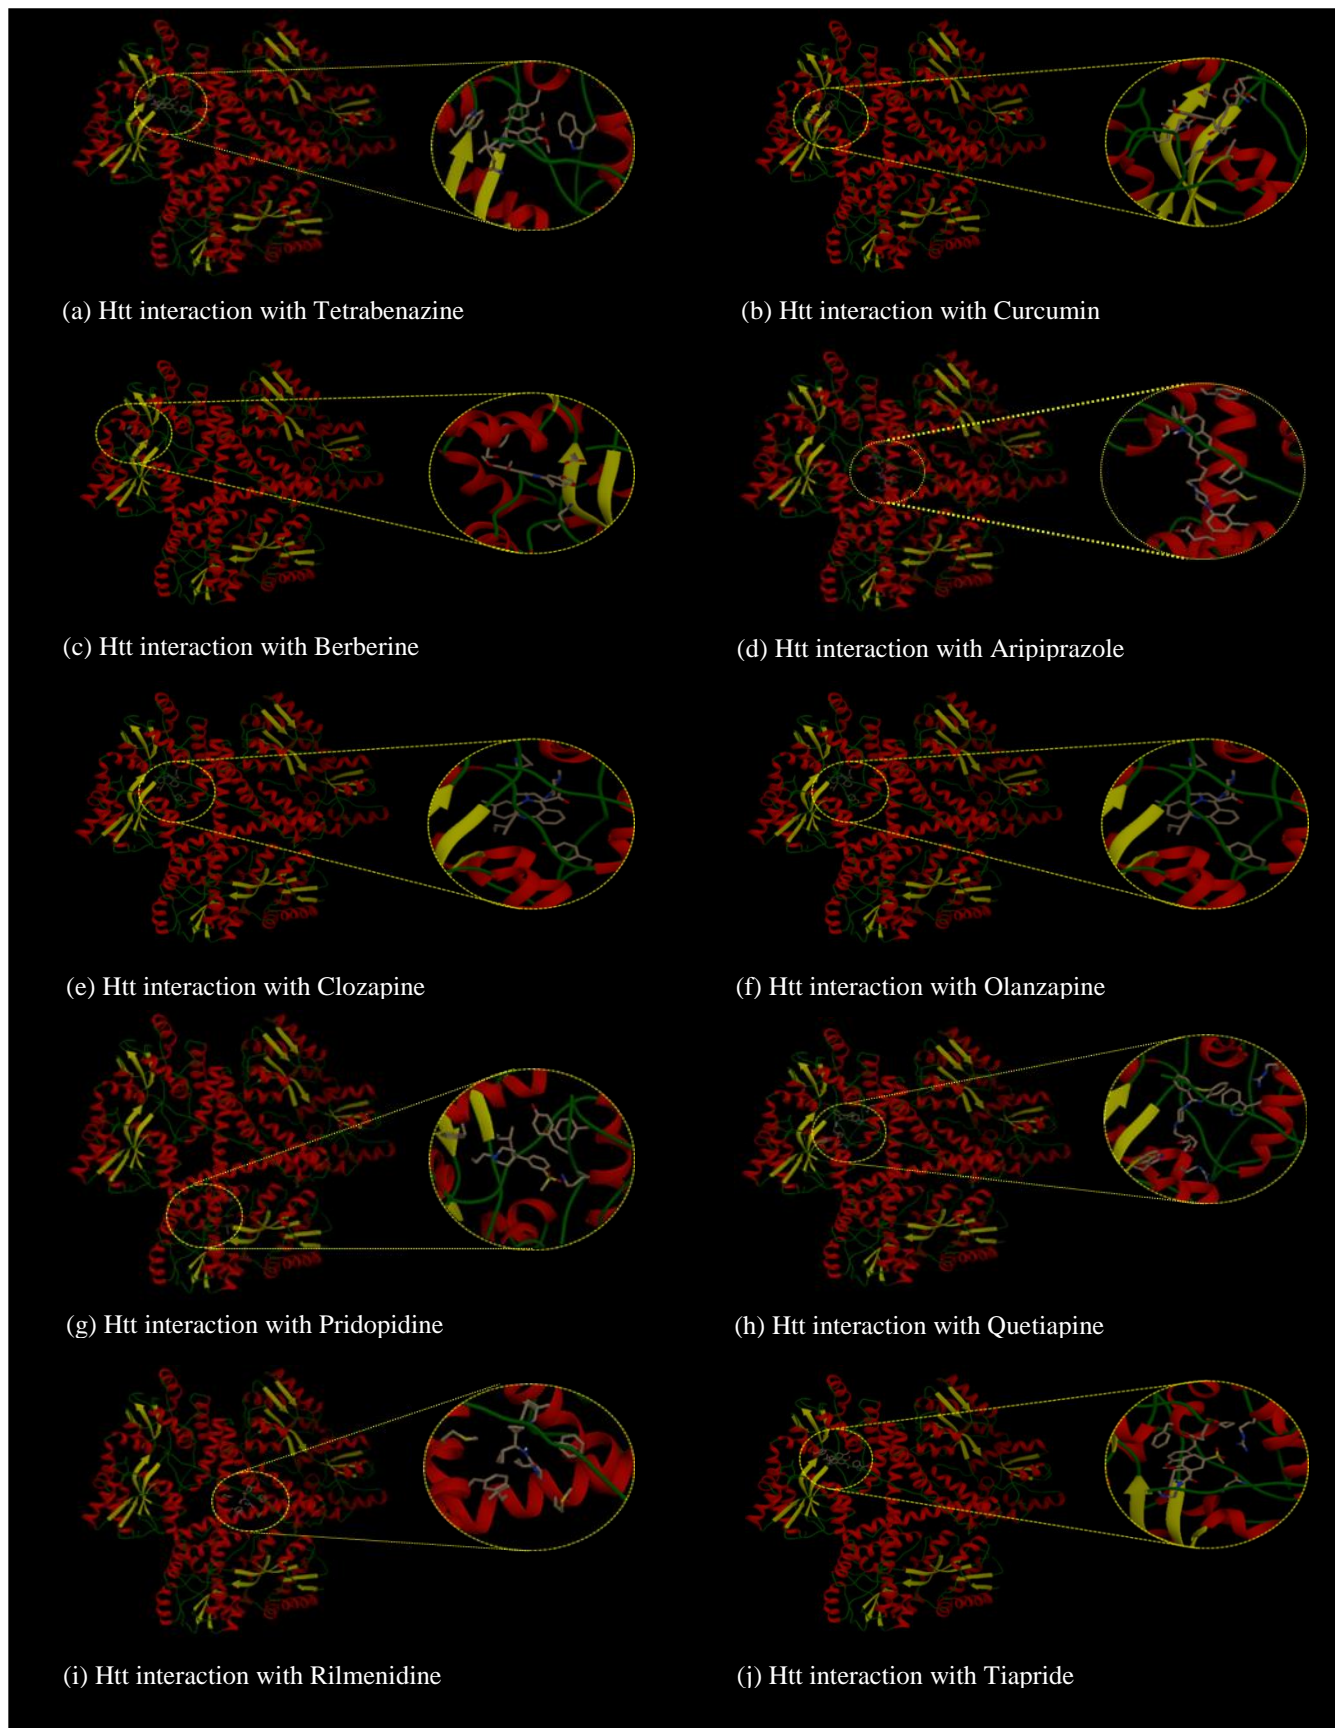 (a) Htt interaction with Tetrabenazine
(b) Htt interaction with Curcumin
(c) Htt interaction with Berberine
(d) Htt interaction with Aripiprazole
(e) Htt interaction with Clozapine
(f) Htt interaction with Olanzapine
(g) Htt interaction with Pridopidine
(h) Htt interaction with Quetiapine
(i) Htt interaction with Rilmenidine
(j) Htt interaction with Tiapride